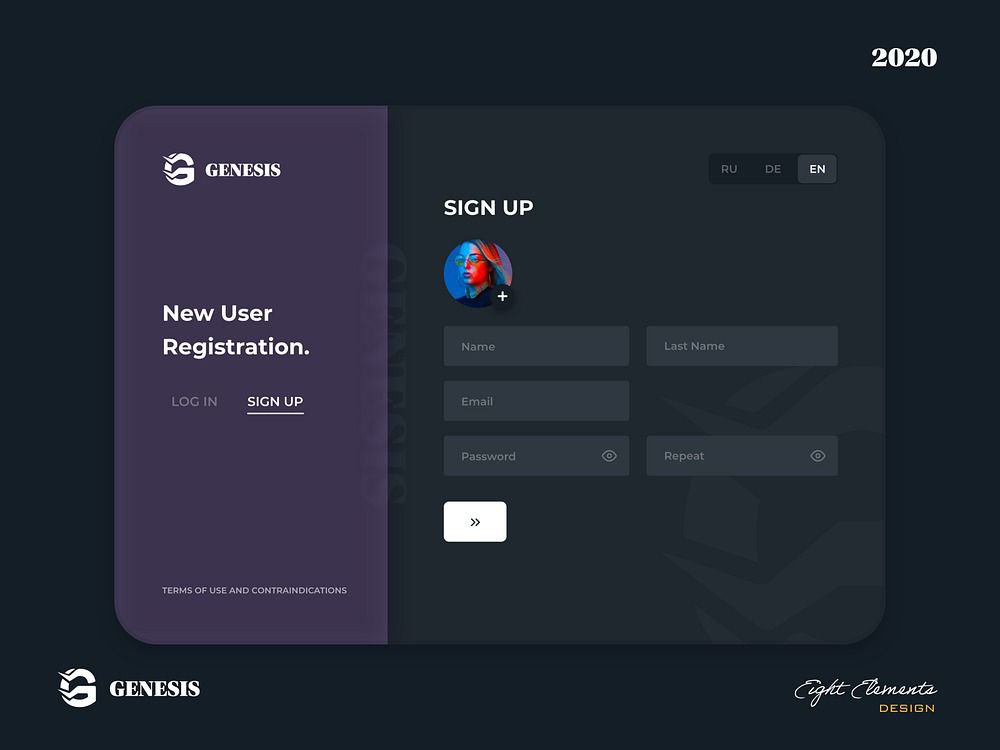 2020
GENESIS
RU DE EN
SIGN UP
GENESIS
New User
Registration.
LOG IN SIGN UP
Name
Last Name
Email
Password
Repeat
TERMS OF USE AND CONTRAINDICATIONS
GENESIS
Eight Elements
DESIGN